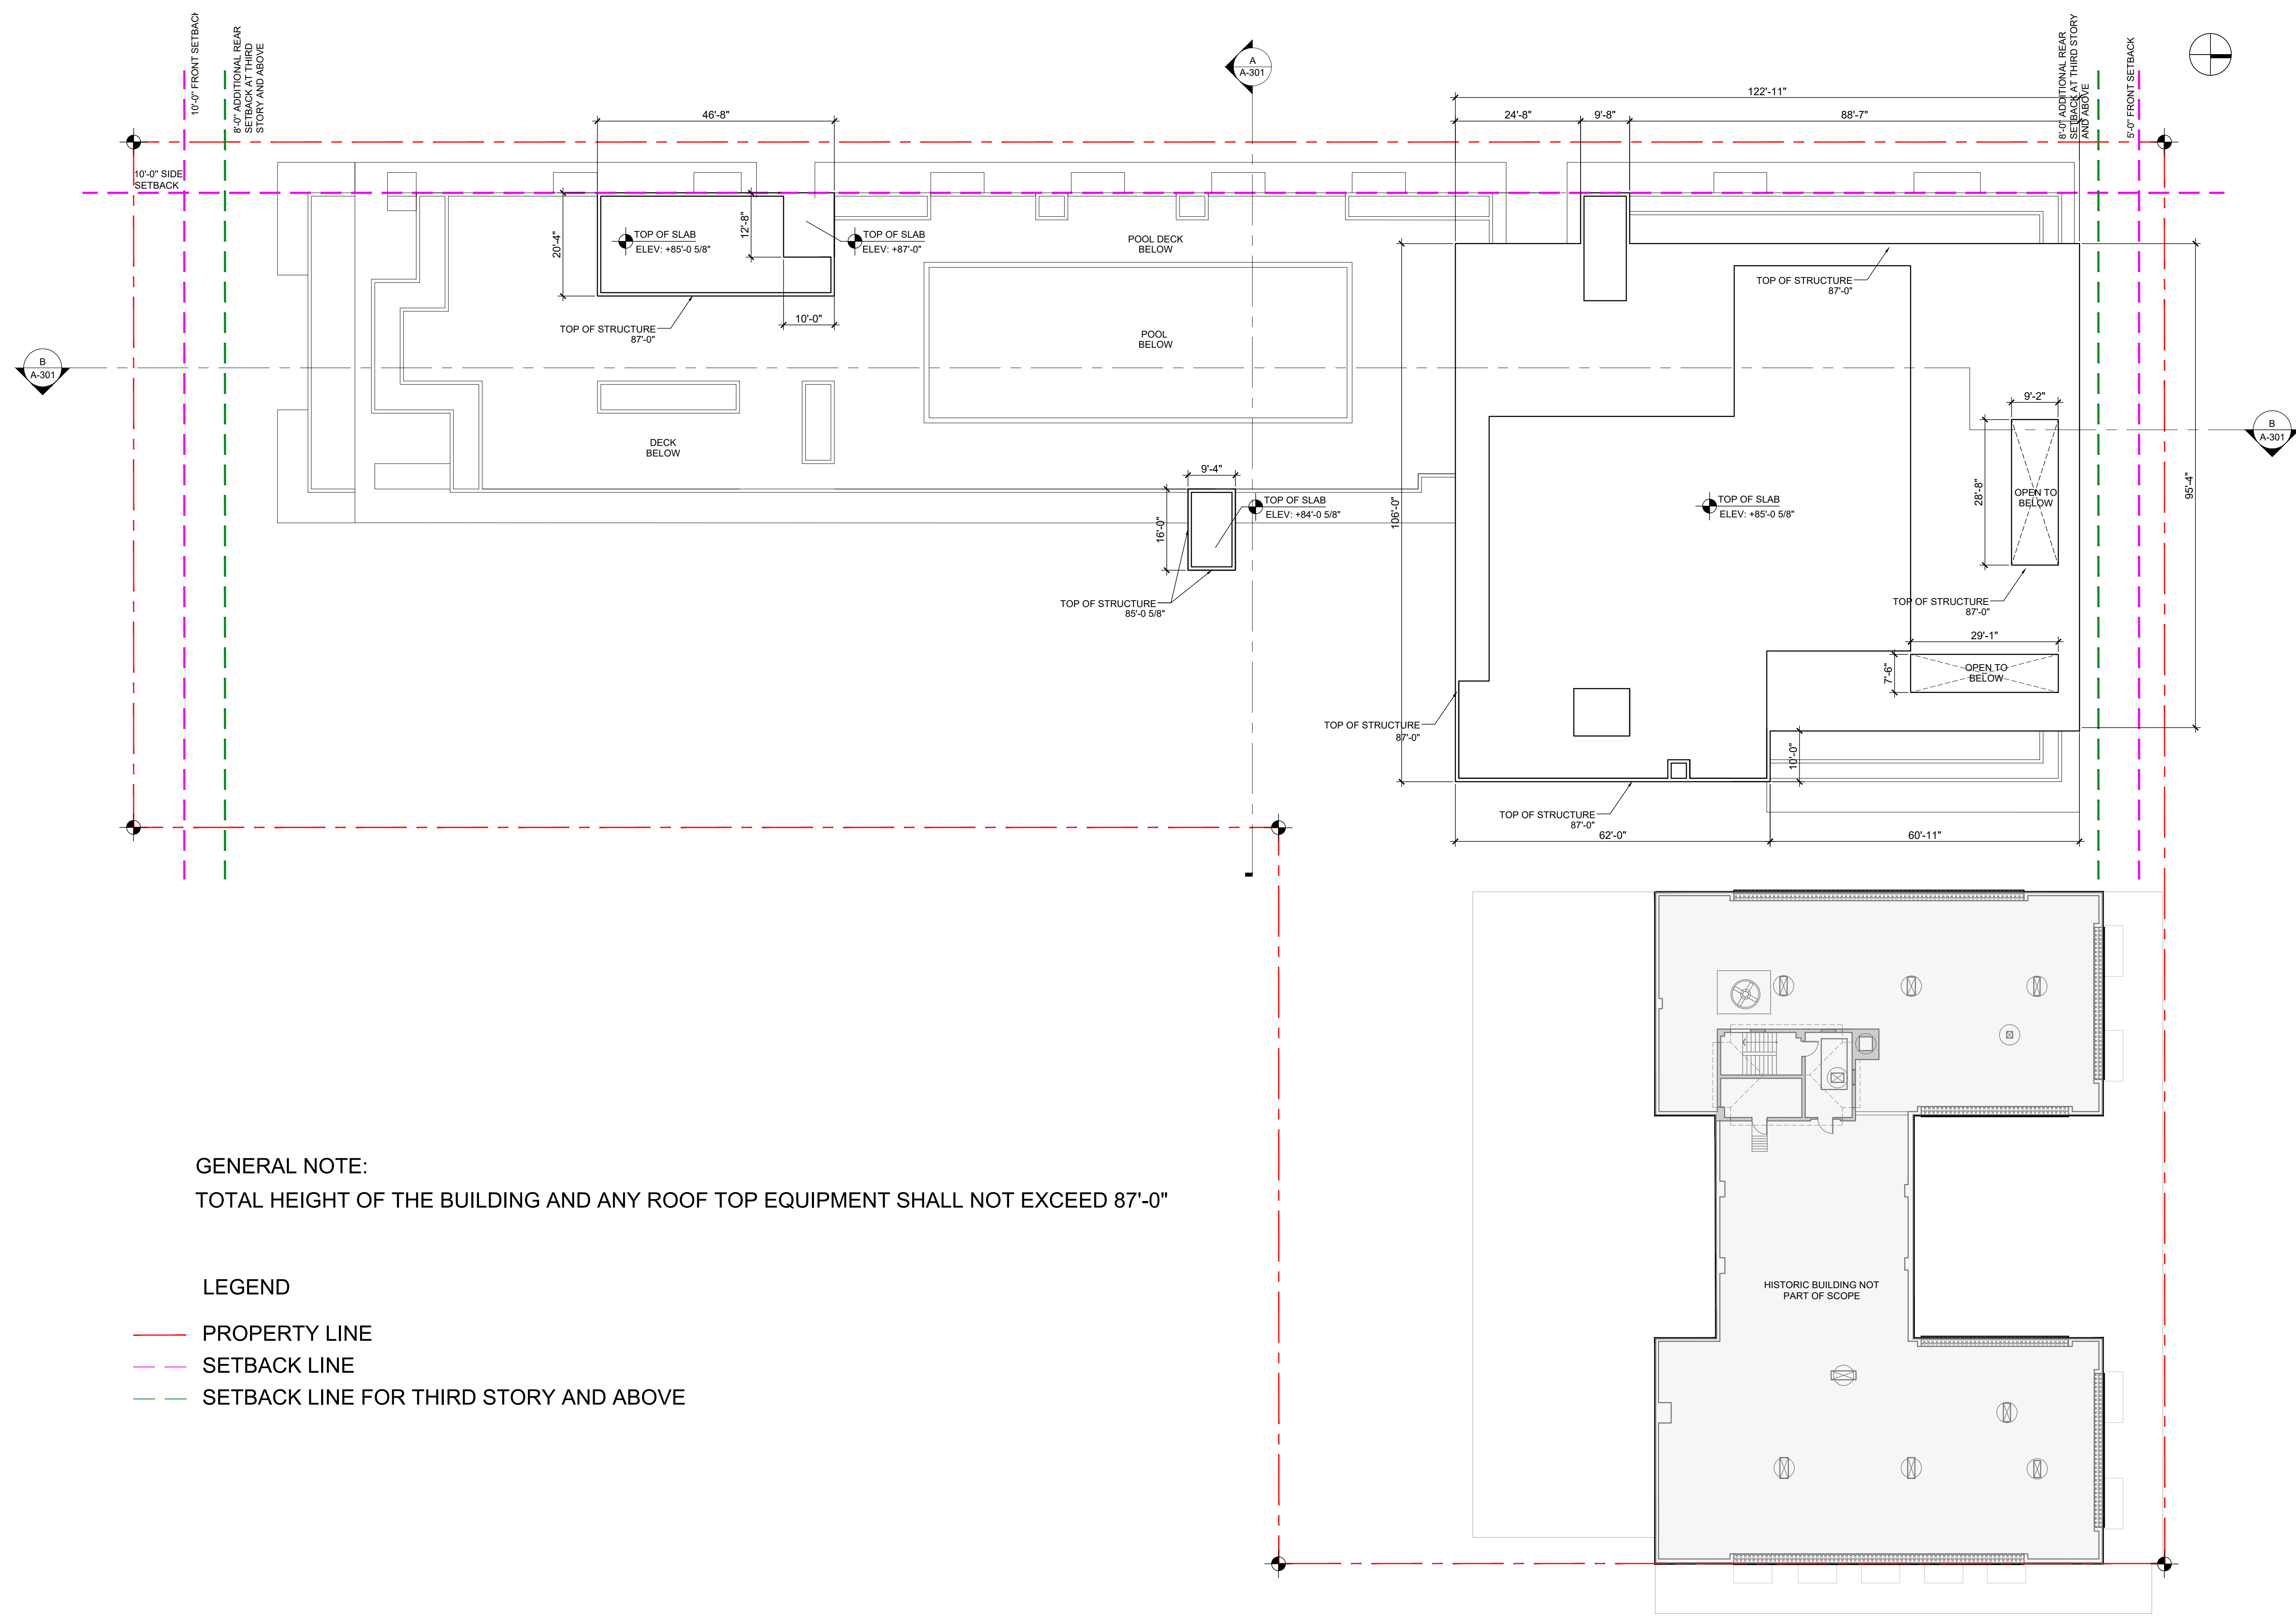 10'-0" FRONT SETBACK
8'-0" ADDITIONAL REAR
SETBACK AT THIRD
STORY AND ABOVE
A
A-301
8'-0" ADDITIONAL REAR
SETBACK AT THIRD STORY
AND ABOVE
5'-0" FRONT SETBACK
122'-11"
46'-8"
24'-8"
9'-8"
88'-7"
10'-0" SIDE
SETBACK
20'-4"
TOP OF SLAB
ELEV: +85'-0 5/8"
12'-8"
TOP OF SLAB
ELEV: +87'-0"
POOL DECK
BELOW
TOP OF STRUCTURE
87'-0"
10'-0"
TOP OF STRUCTURE
87'-0"
POOL
BELOW
B
A-301
9'-2"
B
A-301
DECK
BELOW
9'-4"
TOP OF SLAB
ELEV: +84'-0 5/8"
16'-0"
106'-0"
TOP OF SLAB
ELEV: +85'-0 5/8"
28'-8"
OPEN TO
BELOW
95'-4"
TOP OF STRUCTURE
85'-0 5/8"
TOP OF STRUCTURE
87'-0"
29'-1"
7'-6"
OPEN TO
BELOW
TOP OF STRUCTURE
87'-0"
10'-0"
TOP OF STRUCTURE
87'-0"
62'-0"
60'-11"
GENERAL NOTE:
TOTAL HEIGHT OF THE BUILDING AND ANY ROOF TOP EQUIPMENT SHALL NOT EXCEED 87'-0"
HISTORIC BUILDING NOT
PART OF SCOPE
LEGEND
PROPERTY LINE
SETBACK LINE
SETBACK LINE FOR THIRD STORY AND ABOVE